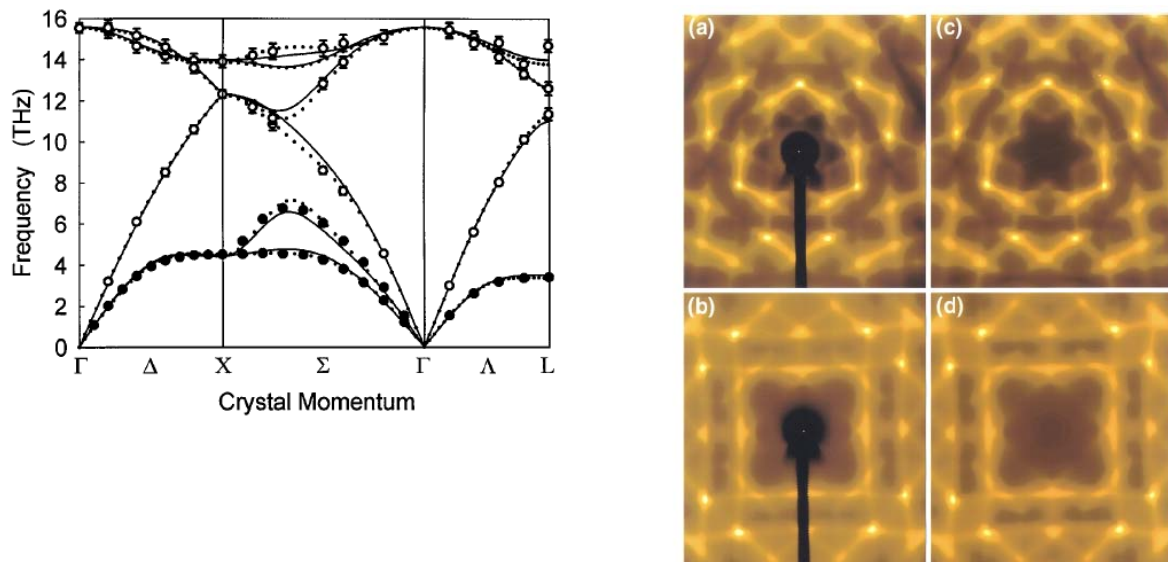 16
14
12
10
8
6
4
2
0
Frequency (THz)
Γ Δ X Σ Γ Λ L
Crystal Momentum
(a) (c)
(b) (d)